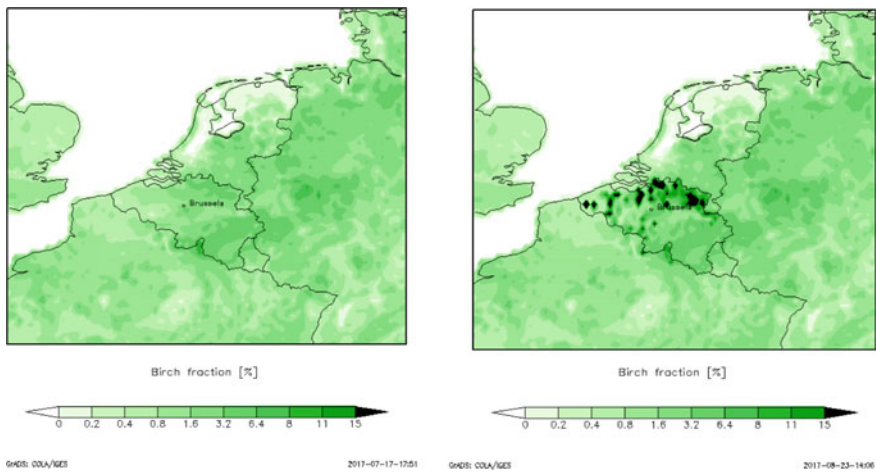 Brussels
Brussels
Birch fraction [%]
0 0.2 0.4 0.8 1.6 3.2 6.4 8 11 15
GrADS: COLA/IGES 2017-07-17-17:51
Birch fraction [%]
0 0.2 0.4 0.8 1.6 3.2 6.4 8 11 15
GrADS: COLA/IGES 2017-08-23-14:06